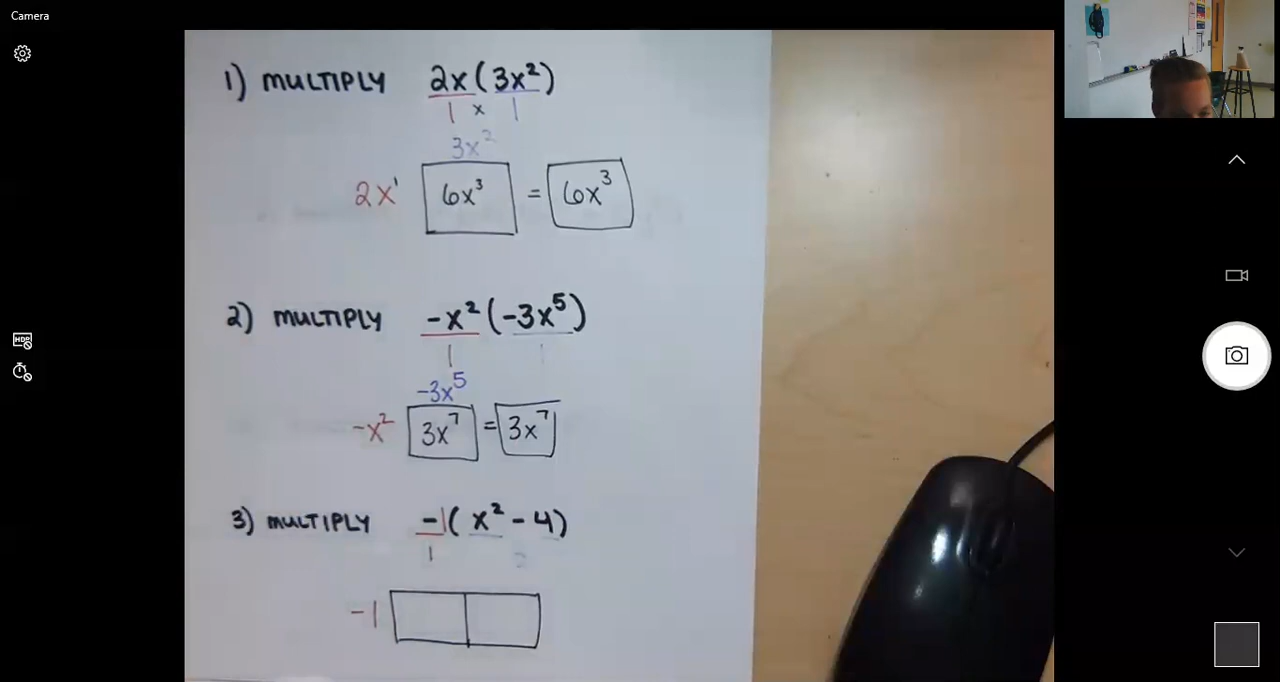 Camera
1) MULTIPLY 2x(3x²)
1 x 1
3x²
2x¹ 6x³ = 6x³
2) MULTIPLY -x²(-3x⁵)
1 1
-3x⁵
-x² 3x⁷ = 3x⁷
3) MULTIPLY -1(x² - 4)
1 2
-1